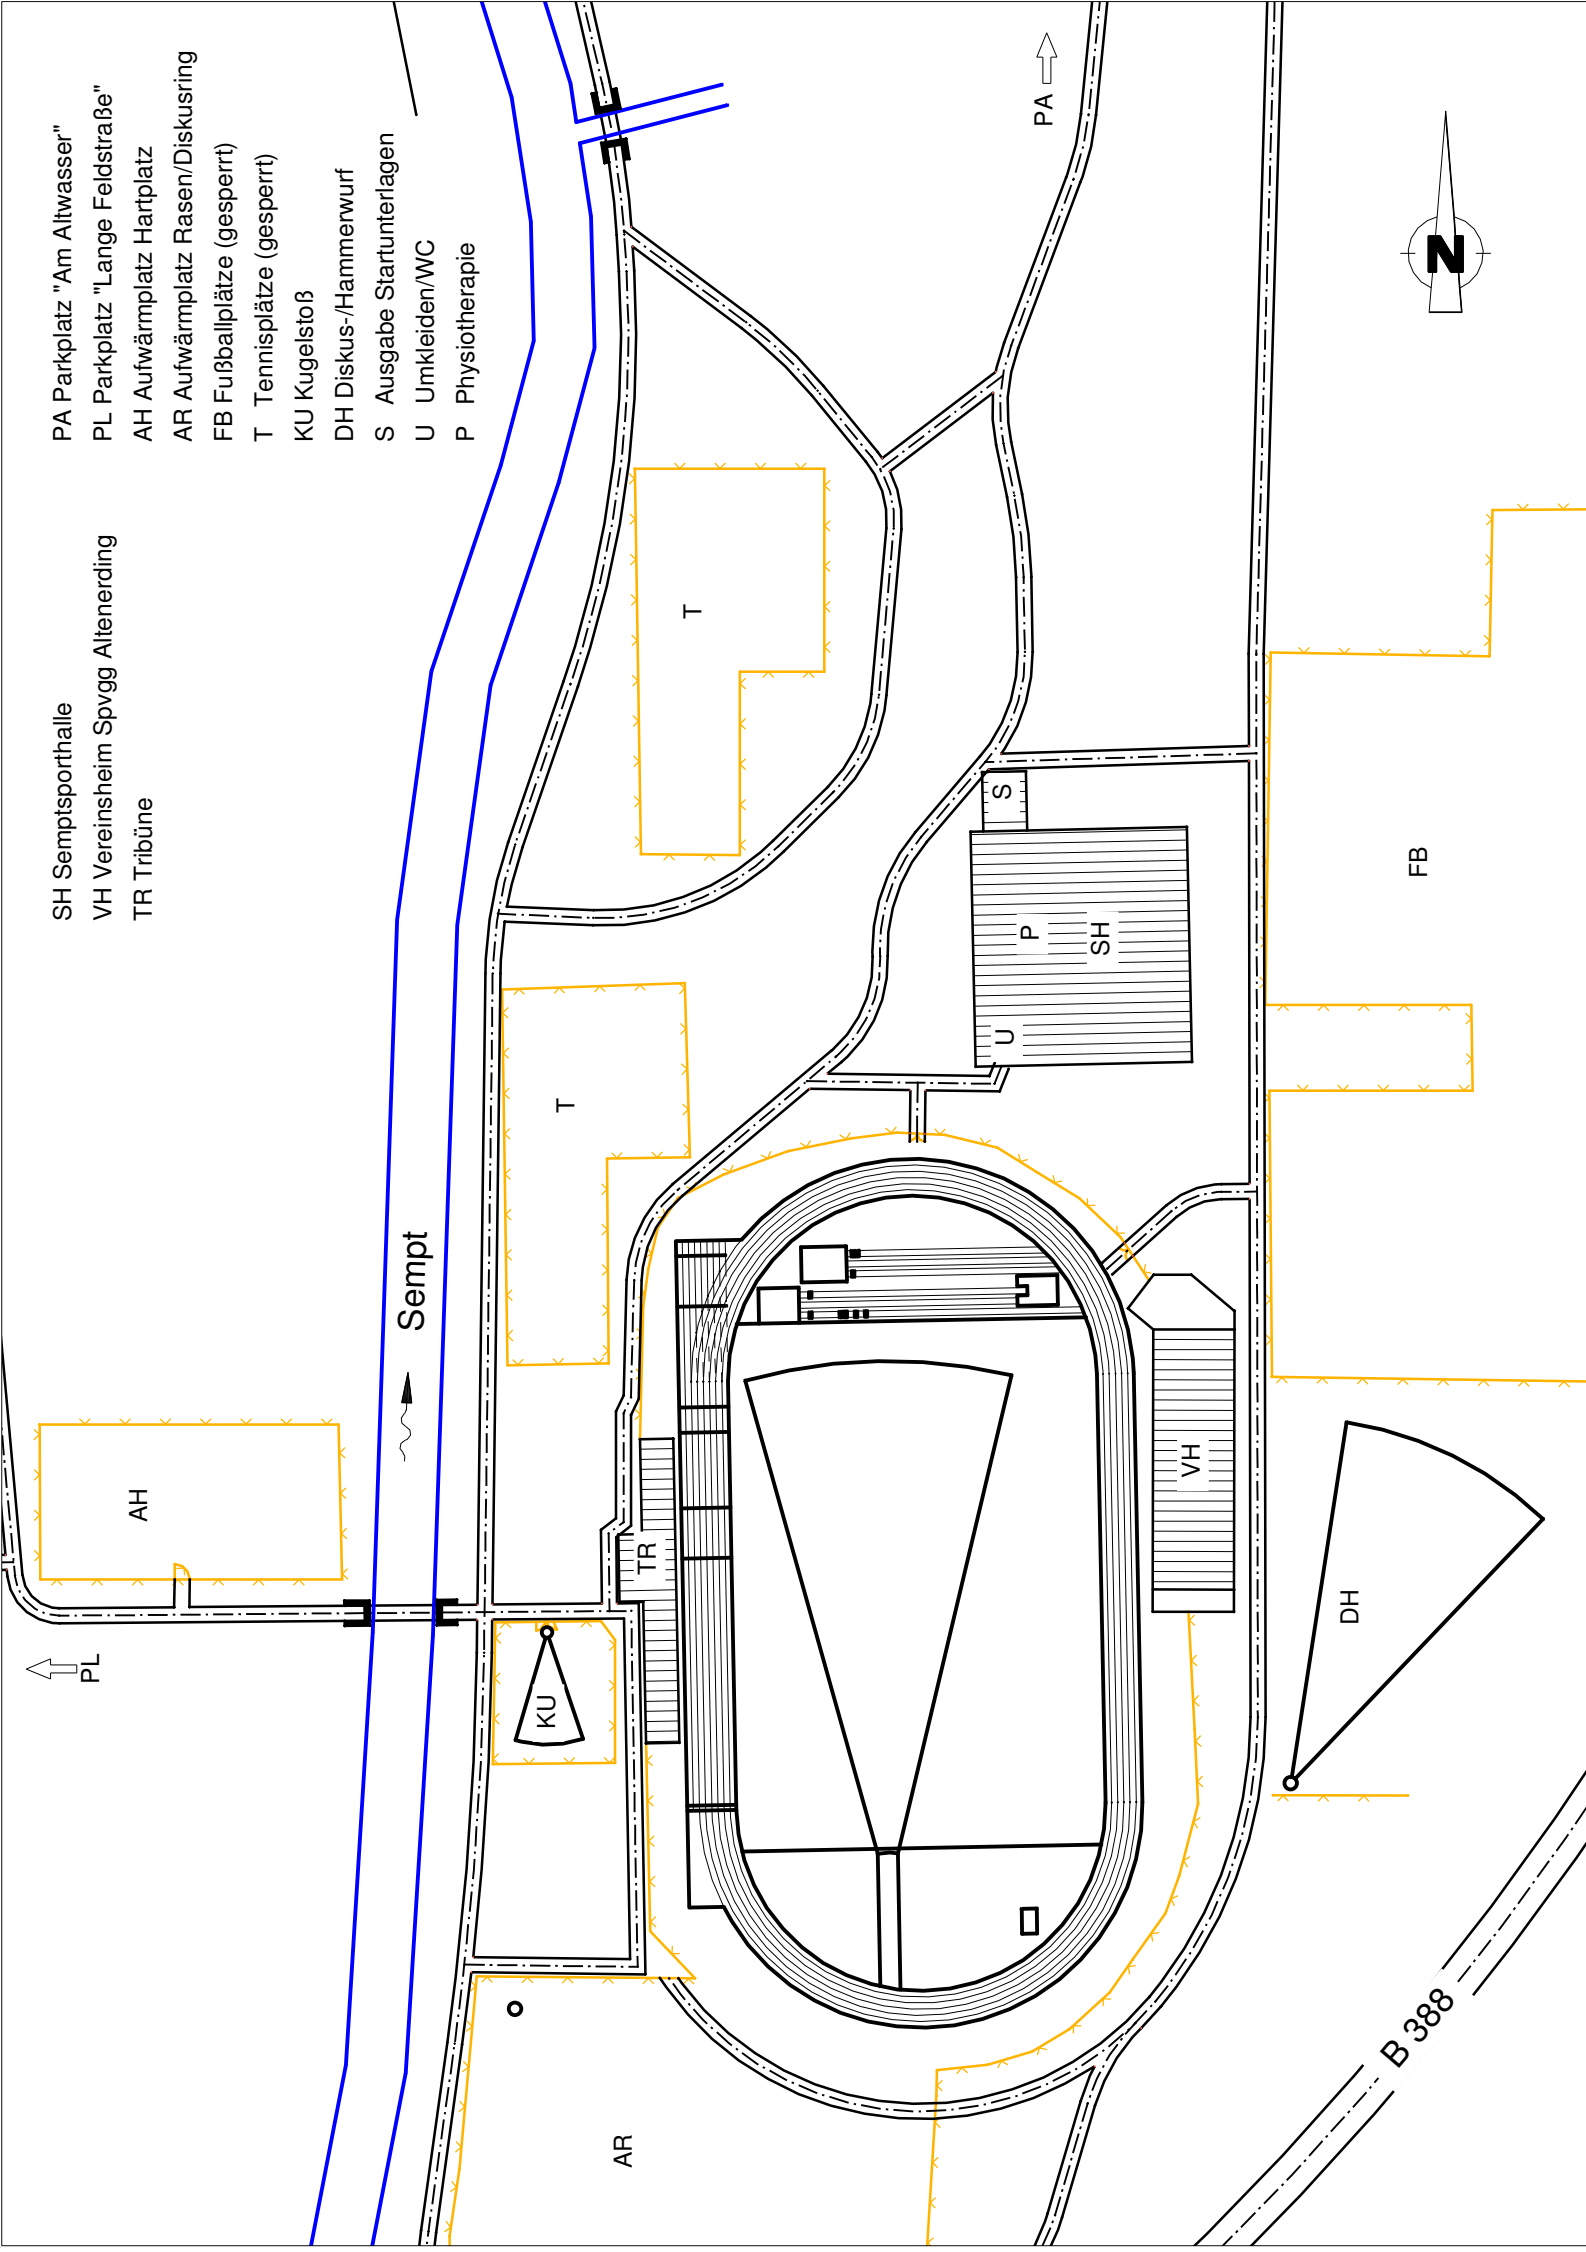 SH Semptsporthalle
VH Vereinsheim Spvgg Altenerding
TR Tribüne
PA Parkplatz "Am Altwasser"
PL Parkplatz "Lange Feldstraße"
AH Aufwärmplatz Hartplatz
AR Aufwärmplatz Rasen/Diskusring
FB Fußballplätze (gesperrt)
T Tennisplätze (gesperrt)
KU Kugelstoß
DH Diskus-/Hammerwurf
S Ausgabe Startunterlagen
U Umkleiden/WC
P Physiotherapie
PL
AH
Sempt
KU
T
T
TR
AR
U
P
SH
S
PA
VH
DH
FB
B 388
N